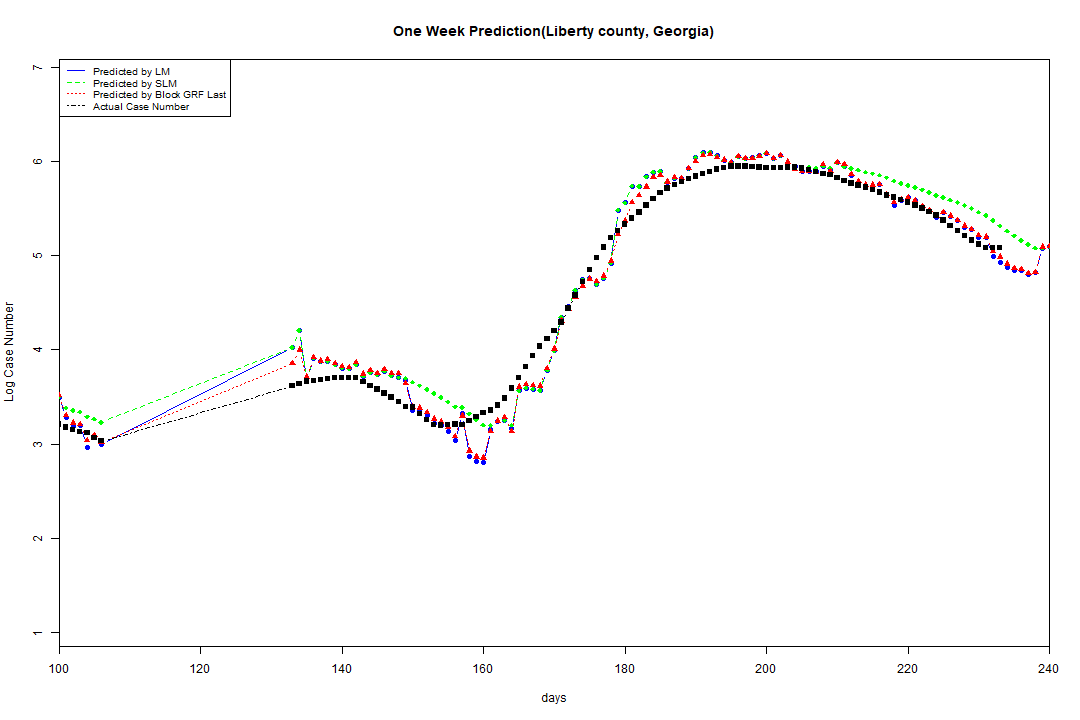 One Week Prediction(Liberty county, Georgia)
Predicted by LM
Predicted by SLM
Predicted by Block GRF Last
Actual Case Number
7
6
5
4
3
2
1
Log Case Number
100 120 140 160 180 200 220 240
days